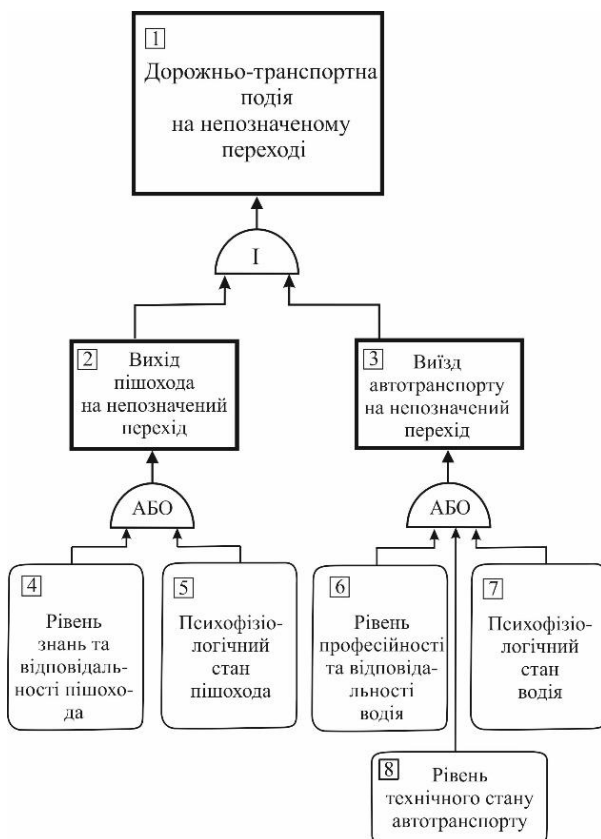 1
Дорожньо-транспортна
подія
на непозначеному
переході
І
2
Вихід
пішохода
на непозначений
перехід
3
Виїзд
автотранспорту
на непозначений
перехід
АБО
АБО
4
Рівень
знань та
відповідаль-
ності пішохо-
да
5
Психофізіо-
логічний
стан
пішохода
6
Рівень
професійності
та відповіда-
льності
водія
7
Психофізіо-
логічний
стан
водія
8
Рівень
технічного стану
автотранспорту